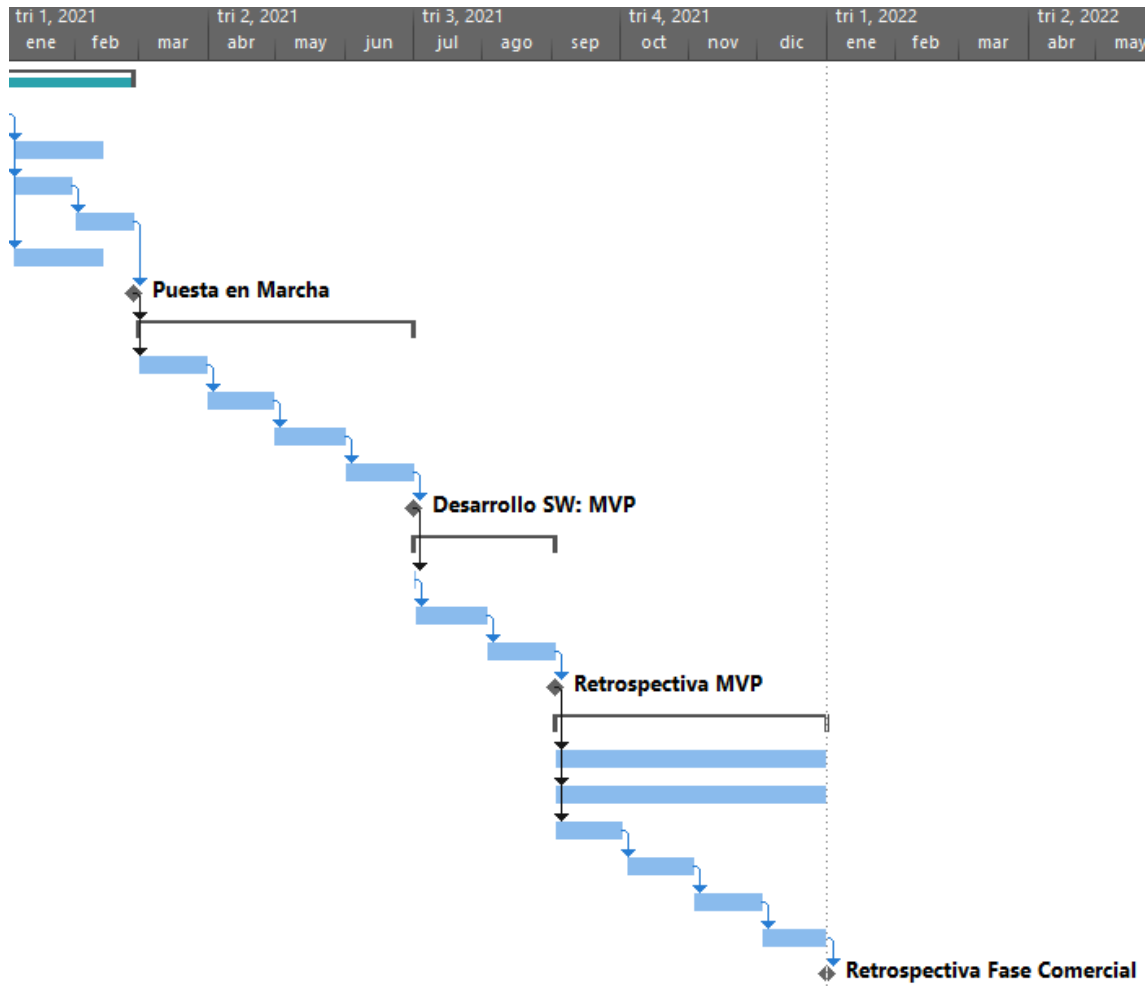 tri 1, 2021 tri 2, 2021 tri 3, 2021 tri 4, 2021 tri 1, 2022 tri 2, 2022
ene feb mar abr may jun jul ago sep oct nov dic ene feb mar abr may
Puesta en Marcha
Desarrollo SW: MVP
Retrospectiva MVP
Retrospectiva Fase Comercial